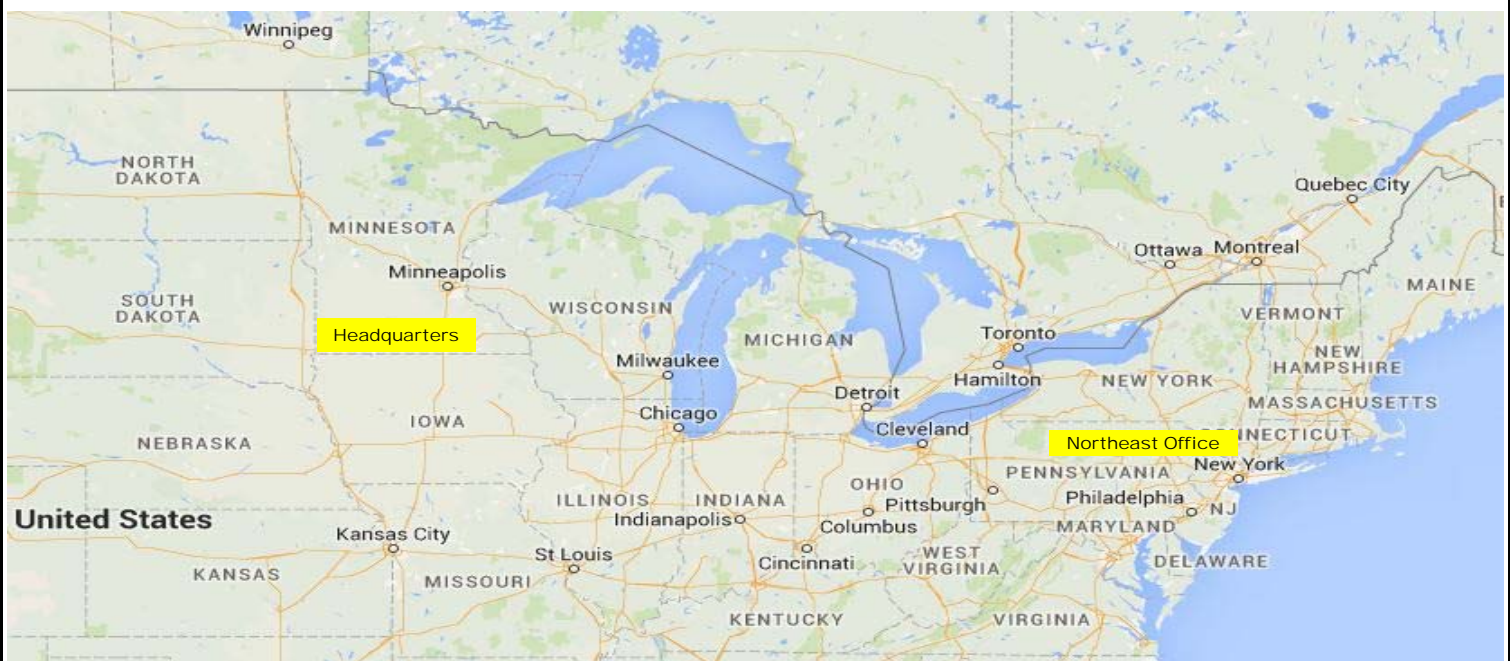 Winnipeg
NORTH
DAKOTA
Quebec City
MINNESOTA
Ottawa
Montreal
Minneapolis
MAINE
SOUTH
DAKOTA
WISCONSIN
VERMONT
Headquarters
MICHIGAN
Toronto
Milwaukee
NEW
HAMPSHIRE
Hamilton
NEW YORK
Detroit
MASSACHUSETTS
Chicago
IOWA
Cleveland
NEBRASKA
Northeast Office
NNECTICUT
New York
PENNSYLVANIA
OHIO
ILLINOIS
INDIANA
Pittsburgh
Philadelphia
NJ
United States
Indianapolis
Columbus
MARYLAND
Kansas City
St Louis
Cincinnati
WEST
VIRGINIA
DELAWARE
KANSAS
MISSOURI
KENTUCKY
VIRGINIA